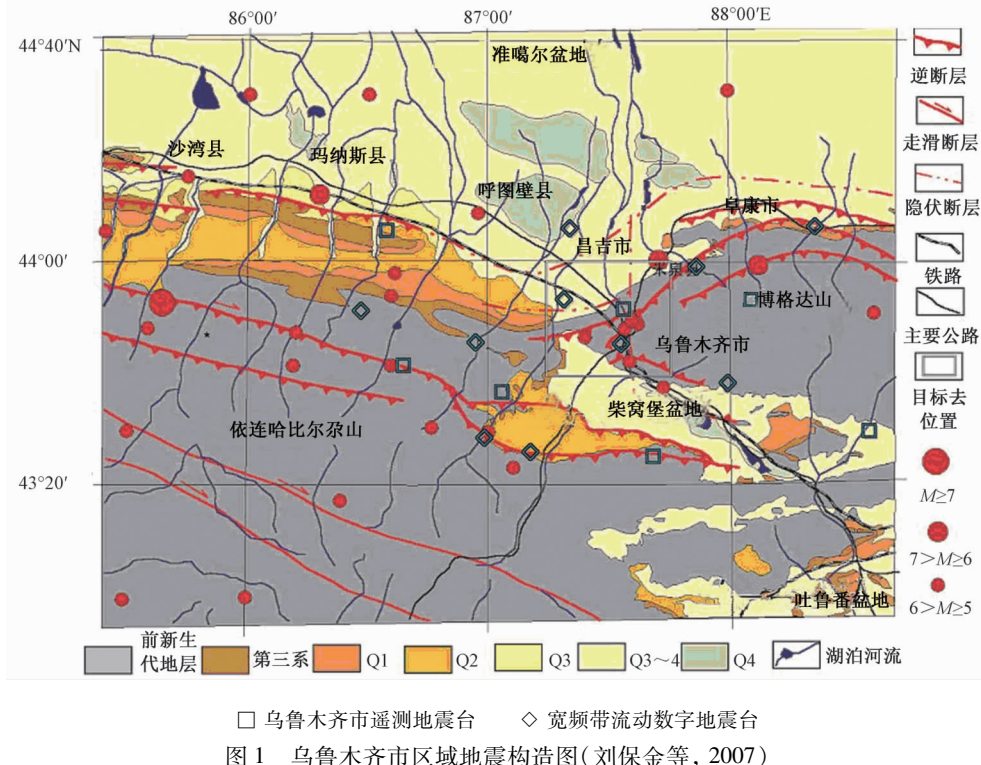 86°00′
87°00′
88°00′E
44°40′N
44°00′
43°20′
准噶尔盆地
沙湾县
玛纳斯县
呼图壁县
昌吉市
阜康市
米泉
博格达山
乌鲁木齐市
柴窝堡盆地
依连哈比尔尕山
吐鲁番盆地
逆断层
走滑断层
隐伏断层
铁路
主要公路
目标去
位置
M≥7
7>M≥6
6>M≥5
前新生
代地层
第三系
Q1
Q2
Q3
Q3～4
Q4
湖泊河流
□ 乌鲁木齐市遥测地震台 ◇ 宽频带流动数字地震台
图 1 乌鲁木齐市区域地震构造图(刘保金等, 2007)